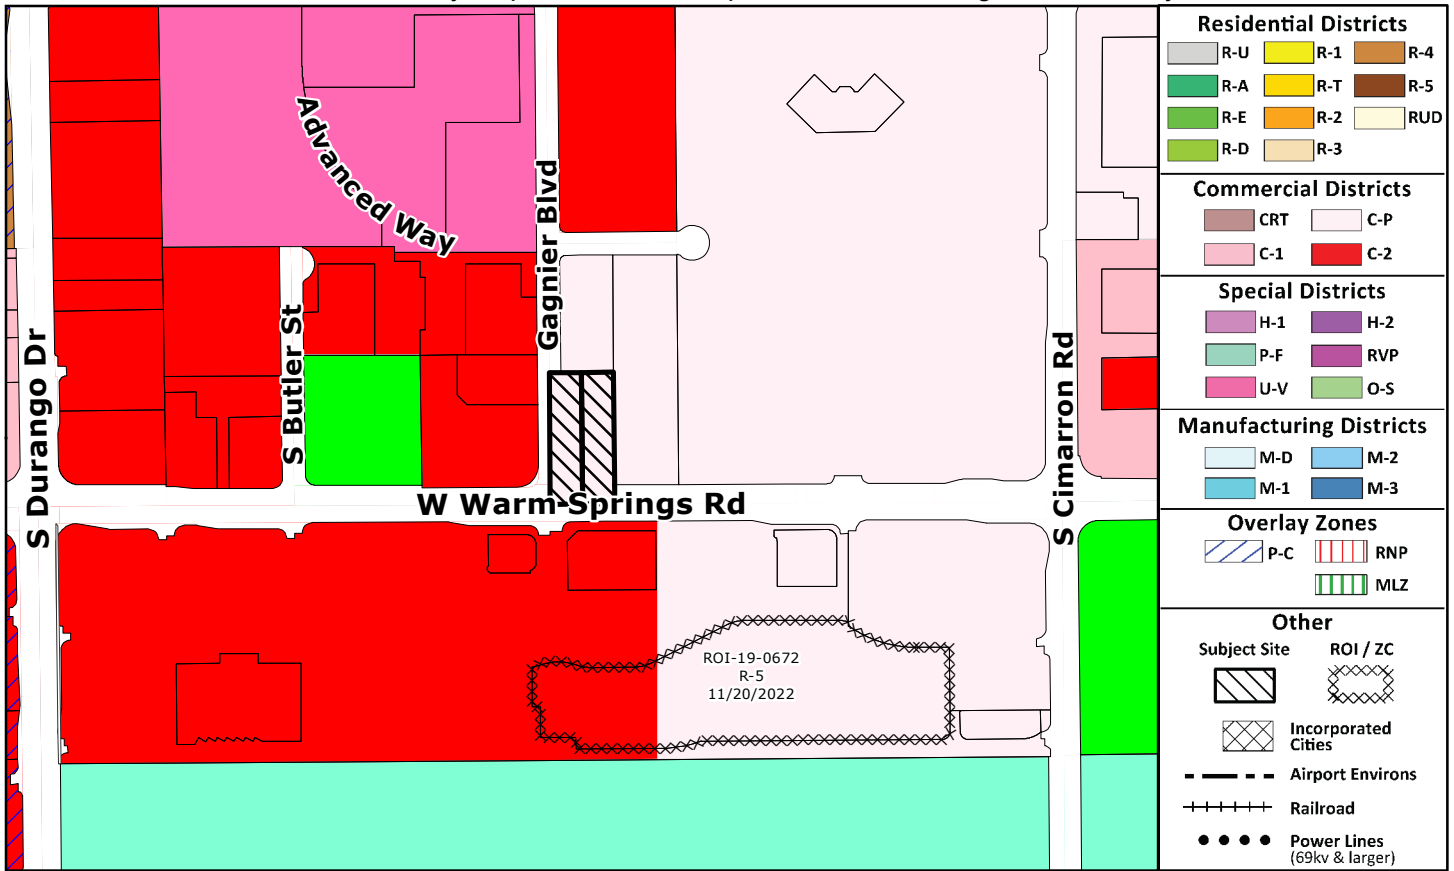 Advanced Way
Gagnier Blvd
S Butler St
S Durango Dr
S Cimarron Rd
W Warm Springs Rd
ROI-19-0672
R-5
11/20/2022
Residential Districts
R-U R-1 R-4
R-A R-T R-5
R-E R-2 RUD
R-D R-3
Commercial Districts
CRT C-P
C-1 C-2
Special Districts
H-1 H-2
P-F RVP
U-V O-S
Manufacturing Districts
M-D M-2
M-1 M-3
Overlay Zones
P-C RNP
MLZ
Other
Subject Site ROI / ZC
Incorporated
Cities
Airport Environs
Railroad
Power Lines
(69kv & larger)